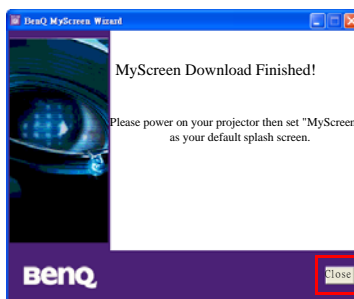 BenQ MyScreen Wizard
MyScreen Download Finished!
Please power on your projector then set "MyScreen
as your default splash screen.
BenQ
Close